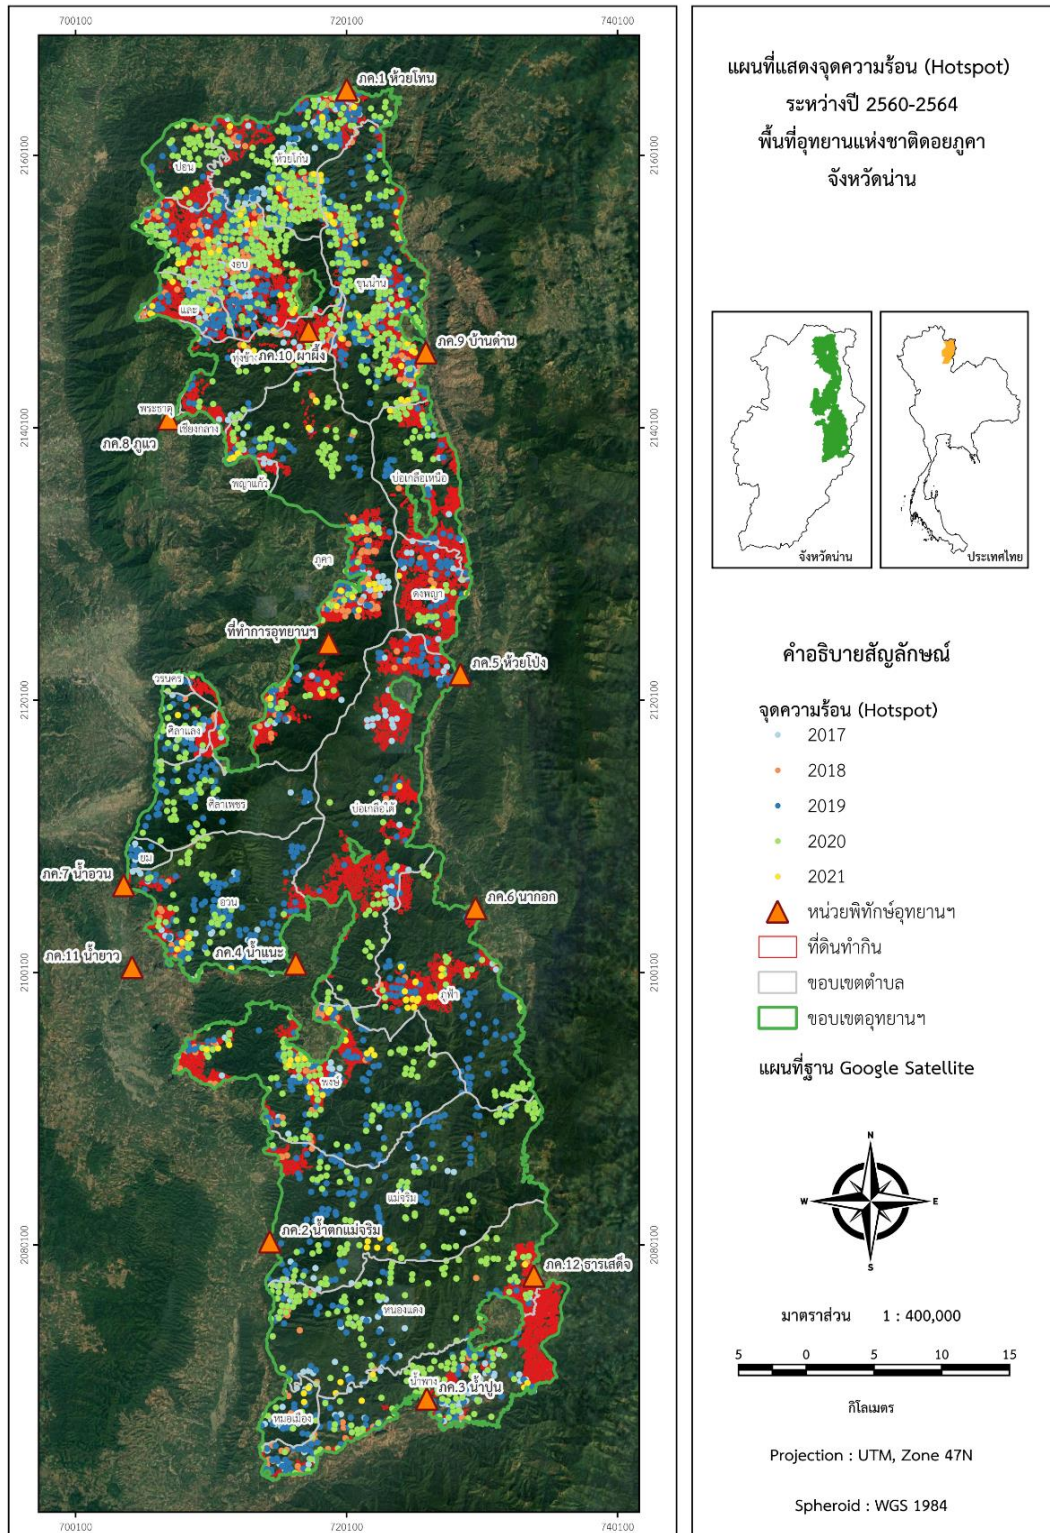 700100
720100
740100
2160100
2160100
2140100
2140100
2120100
2120100
2100100
2100100
2080100
2080100
ภค.1 ห้วยโทน
ปอน
ห้วยโก๋น
งอบ
ขุนน่าน
และ
ทุ่งช้าง
ภค.10 ผาผึ้ง
ภค.9 บ้านด่าน
พระธาตุ
เชียงกลาง
ภค.8 ภูแว
พญาแก้ว
บ่อเกลือเหนือ
ภูคา
ดงพญา
ที่ทำการอุทยานฯ
ภค.5 ห้วยโป่ง
วรนคร
ศิลาแลง
ศิลาเพชร
บ่อเกลือใต้
ยม
ภค.7 น้ำอวน
อวน
ภค.6 นากอก
ภค.11 น้ำยาว
ภค.4 น้ำแนะ
ภูฟ้า
พงษ์
แม่จริม
ภค.2 น้ำตกแม่จริม
ภค.12 ธารเสด็จ
หนองแดง
น้ำพาง
ภค.3 น้ำปูน
หมอเมือง
700100
720100
740100
แผนที่แสดงจุดความร้อน (Hotspot)
ระหว่างปี 2560-2564
พื้นที่อุทยานแห่งชาติดอยภูคา
จังหวัดน่าน
จังหวัดน่าน
ประเทศไทย
คำอธิบายสัญลักษณ์
จุดความร้อน (Hotspot)
2017
2018
2019
2020
2021
หน่วยพิทักษ์อุทยานฯ
ที่ดินทำกิน
ขอบเขตตำบล
ขอบเขตอุทยานฯ
แผนที่ฐาน Google Satellite
N
W
E
S
มาตราส่วน 1 : 400,000
5 0 5 10 15
กิโลเมตร
Projection : UTM, Zone 47N
Spheroid : WGS 1984